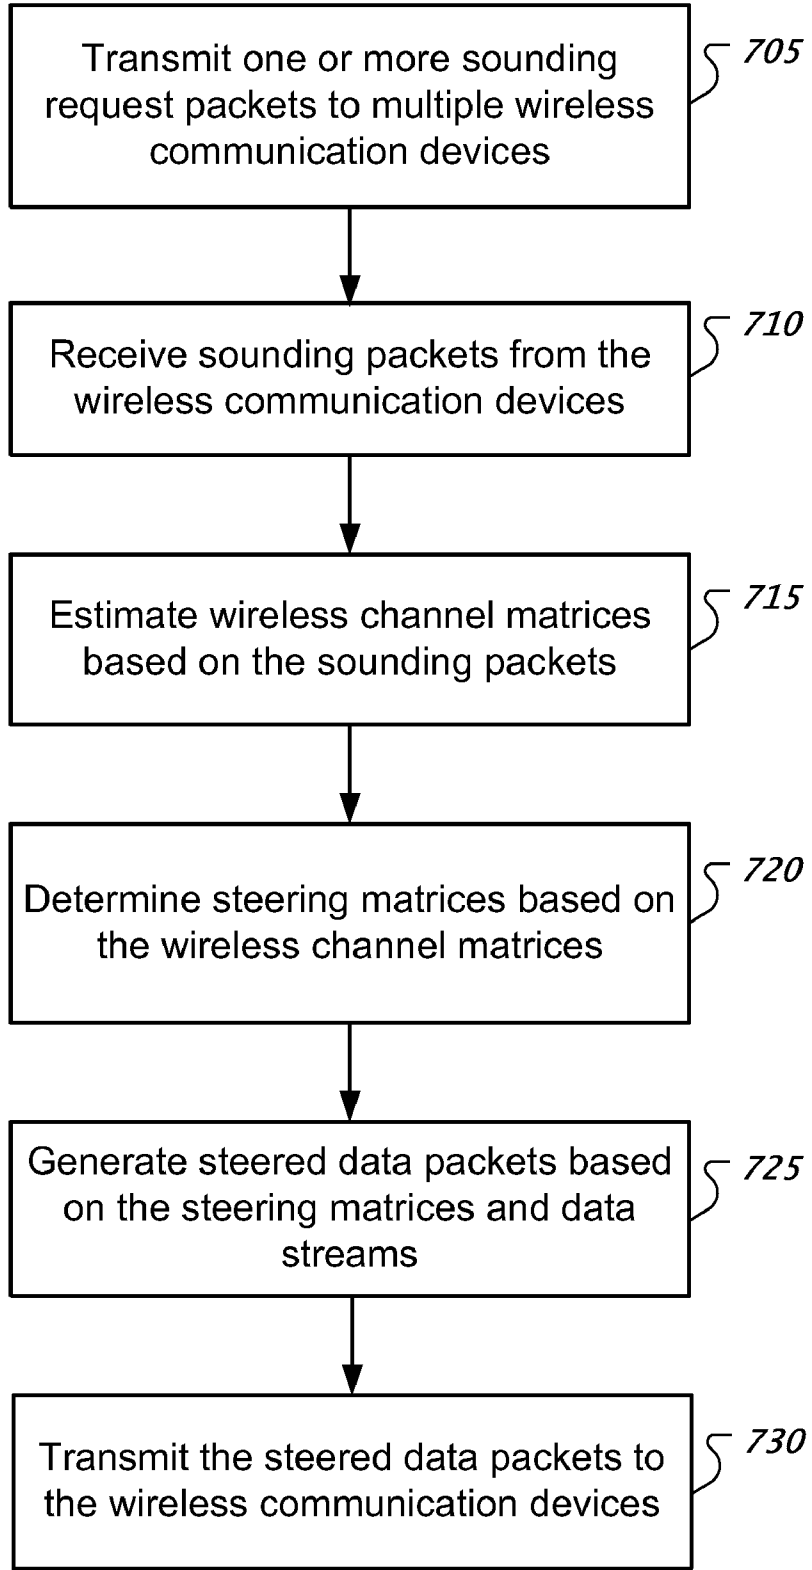 Transmit one or more sounding
request packets to multiple wireless
communication devices
705
Receive sounding packets from the
wireless communication devices
710
Estimate wireless channel matrices
based on the sounding packets
715
Determine steering matrices based on
the wireless channel matrices
720
Generate steered data packets based
on the steering matrices and data
streams
725
Transmit the steered data packets to
the wireless communication devices
730